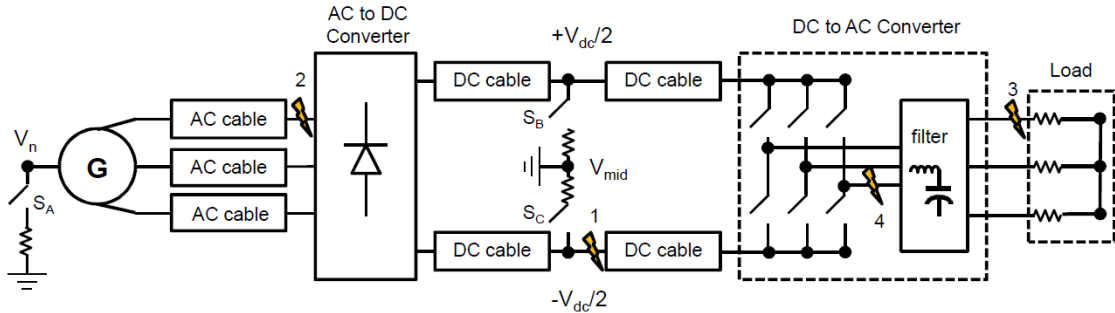 AC to DC
Converter
+Vdc/2
DC to AC Converter
DC cable
DC cable
Load
2
3
AC cable
SB
Vn
filter
G
AC cable
Vmid
SA
AC cable
SC
1
4
DC cable
DC cable
-Vdc/2